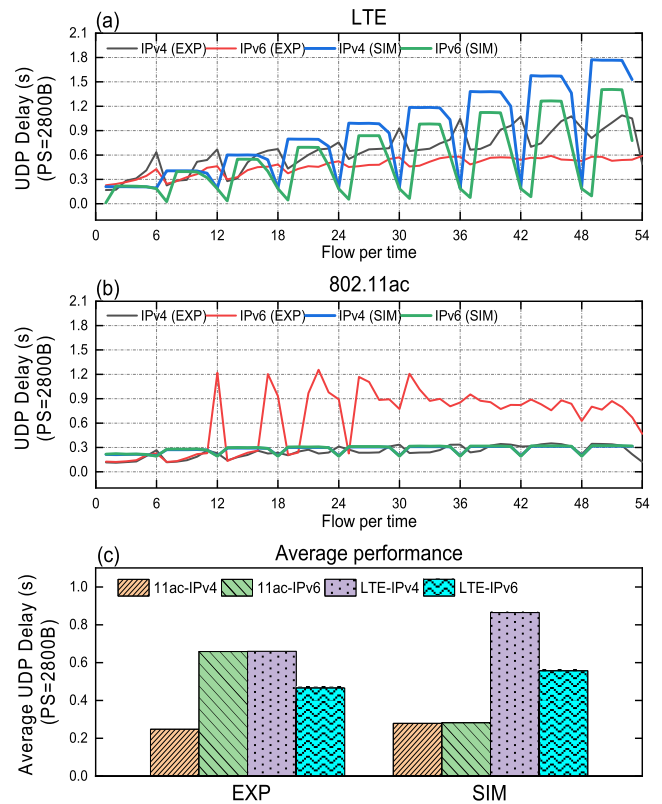 (a)
LTE
IPv4 (EXP) IPv6 (EXP) IPv4 (SIM) IPv6 (SIM)
UDP Delay (s)
(PS=2800B)
2.1
1.8
1.5
1.2
0.9
0.6
0.3
0.0
0 6 12 18 24 30 36 42 48 54
Flow per time
(b)
802.11ac
IPv4 (EXP) IPv6 (EXP) IPv4 (SIM) IPv6 (SIM)
UDP Delay (s)
(PS=2800B)
2.1
1.8
1.5
1.2
0.9
0.6
0.3
0.0
0 6 12 18 24 30 36 42 48 54
Flow per time
(c)
Average performance
11ac-IPv4 11ac-IPv6 LTE-IPv4 LTE-IPv6
Average UDP Delay (s)
(PS=2800B)
1.0
0.8
0.6
0.4
0.2
0.0
EXP SIM